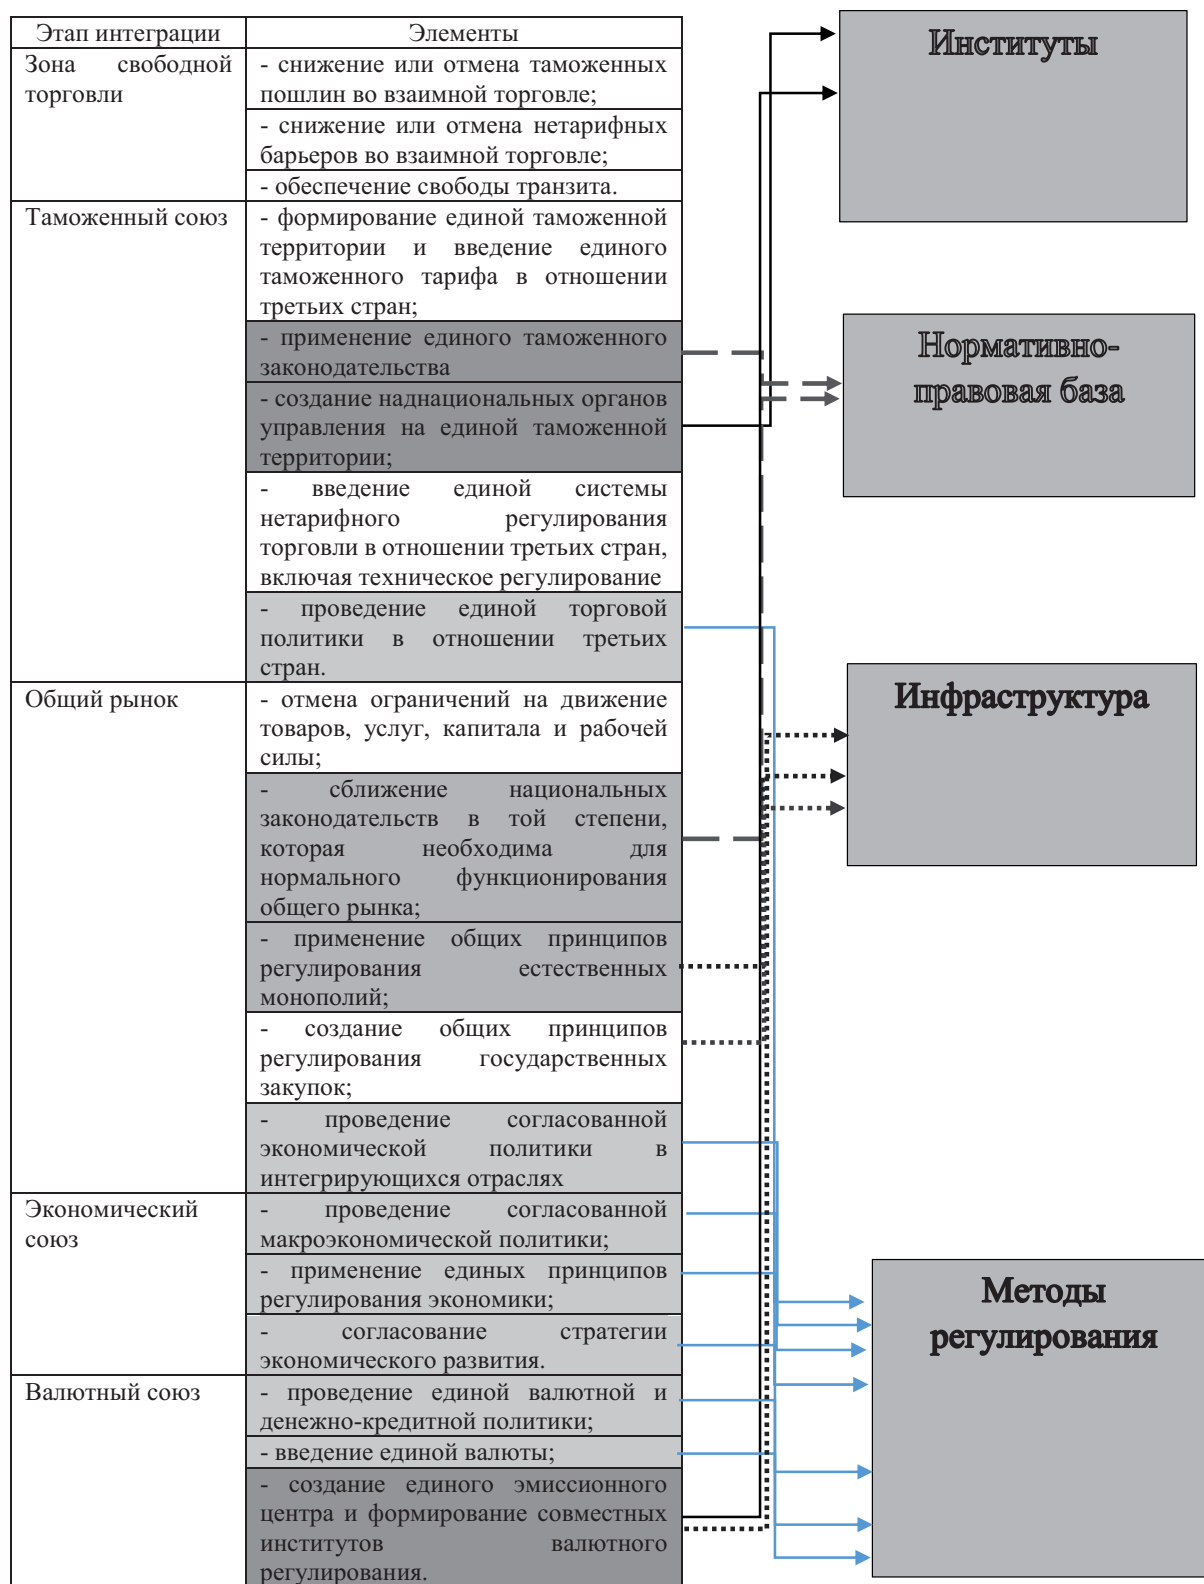 Этап интеграции
Элементы
Зона свободной
торговли
- снижение или отмена таможенных
пошлин во взаимной торговле;
- снижение или отмена нетарифных
барьеров во взаимной торговле;
- обеспечение свободы транзита.
Таможенный союз
- формирование единой таможенной
территории и введение единого
таможенного тарифа в отношении
третьих стран;
- применение единого таможенного
законодательства
- создание наднациональных органов
управления на единой таможенной
территории;
- введение единой системы
нетарифного регулирования
торговли в отношении третьих стран,
включая техническое регулирование
- проведение единой торговой
политики в отношении третьих
стран.
Общий рынок
- отмена ограничений на движение
товаров, услуг, капитала и рабочей
силы;
- сближение национальных
законодательств в той степени,
которая необходима для
нормального функционирования
общего рынка;
- применение общих принципов
регулирования естественных
монополий;
- создание общих принципов
регулирования государственных
закупок;
- проведение согласованной
экономической политики в
интегрирующихся отраслях
Экономический
союз
- проведение согласованной
макроэкономической политики;
- применение единых принципов
регулирования экономики;
- согласование стратегии
экономического развития.
Валютный союз
- проведение единой валютной и
денежно-кредитной политики;
- введение единой валюты;
- создание единого эмиссионного
центра и формирование совместных
институтов валютного
регулирования.
Институты
Нормативно-
правовая база
Инфраструктура
Методы
регулирования